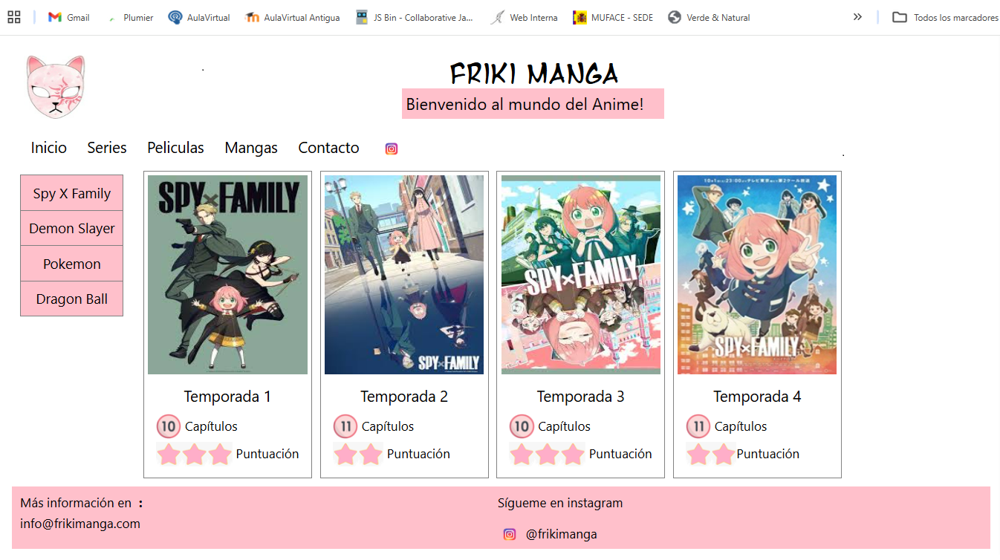 Gmail Plumier AulaVirtual AulaVirtual Antigua JS Bin - Collaborative Ja... Web Interna MUFACE - SEDE Verde & Natural » Todos los marcadores
.
FRIKI MANGA
Bienvenido al mundo del Anime!
Inicio Series Peliculas Mangas Contacto
.
Spy X Family
Demon Slayer
Pokemon
Dragon Ball
SPY×FAMILY
Temporada 1
10 Capítulos
Puntuación
SPY×FAMILY
Temporada 2
11 Capítulos
Puntuación
SPY×FAMILY
Temporada 3
10 Capítulos
Puntuación
SPY×FAMILY
Temporada 4
11 Capítulos
Puntuación
Más información en :
info@frikimanga.com
Sígueme en instagram
@frikimanga